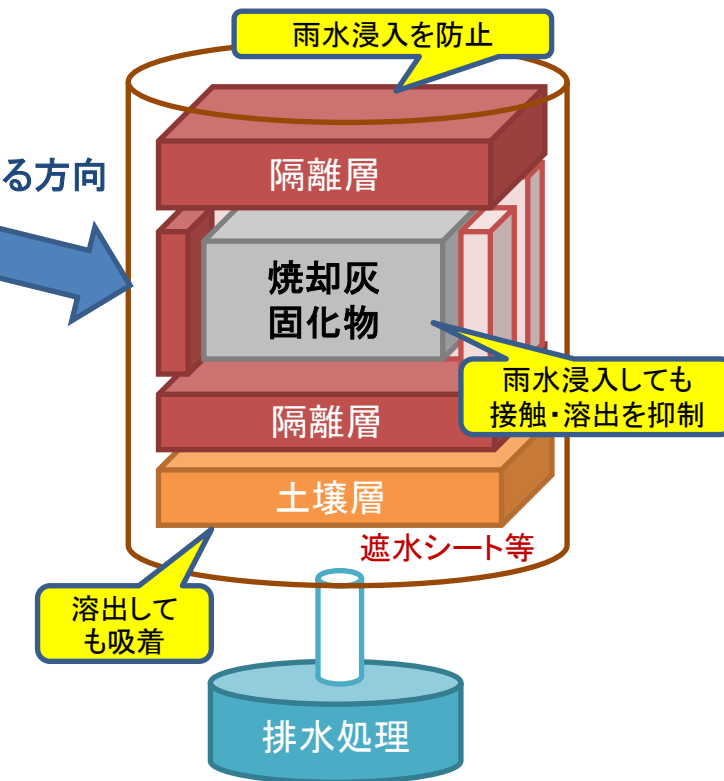 雨水浸入を防止
る方向
隔離層
焼却灰
固化物
雨水浸入しても
接触・溶出を抑制
隔離層
土壌層
遮水シート等
溶出して
も吸着
排水処理